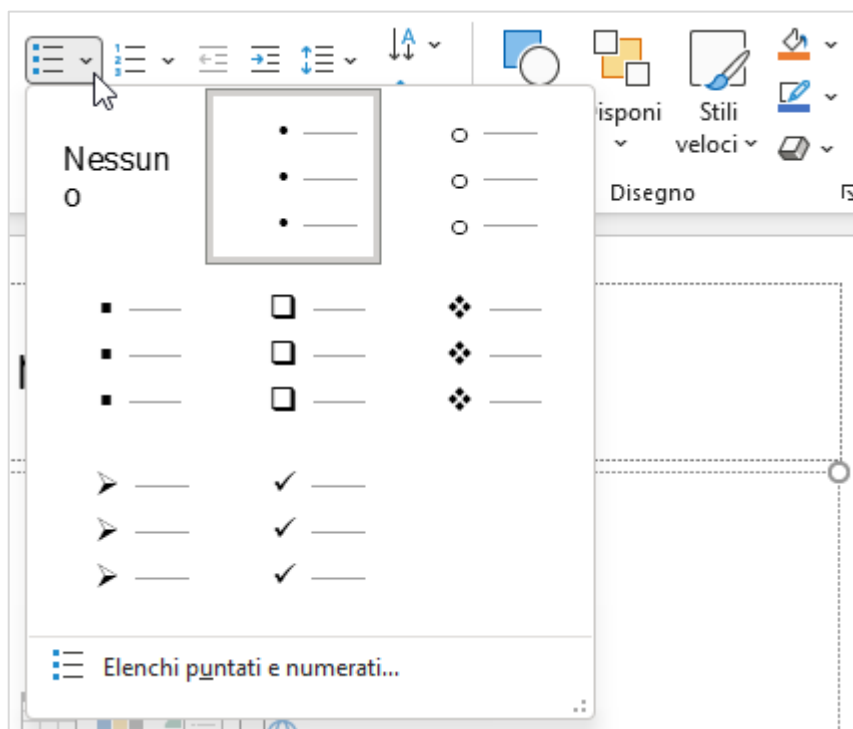 Nessun
o
isponi
Stili
veloci
Disegno
Elenchi puntati e numerati...